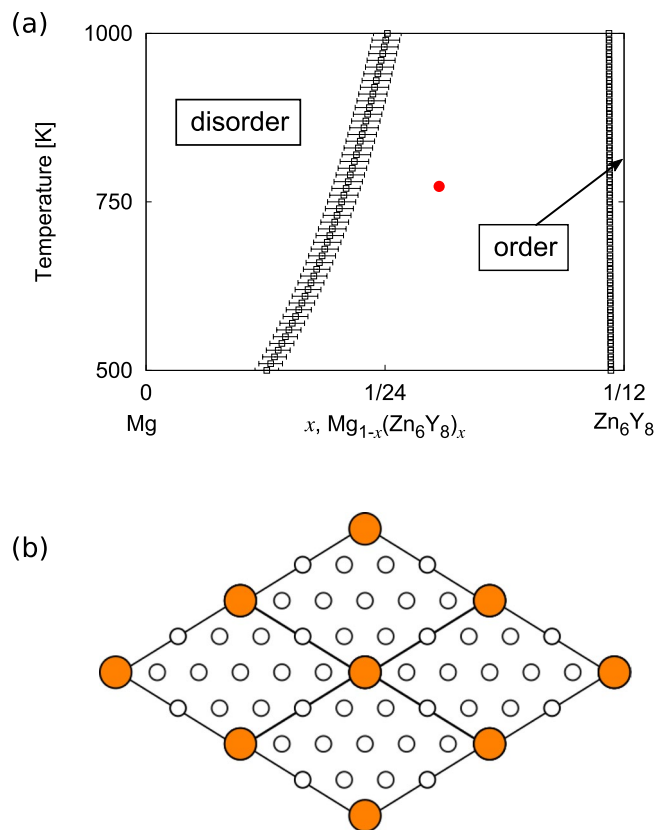 (a)
1000
disorder
Temperature [K]
750
order
500
0
1/24
1/12
Mg
x, Mg₁₋ₓ(Zn₆Y₈)ₓ
Zn₆Y₈
(b)